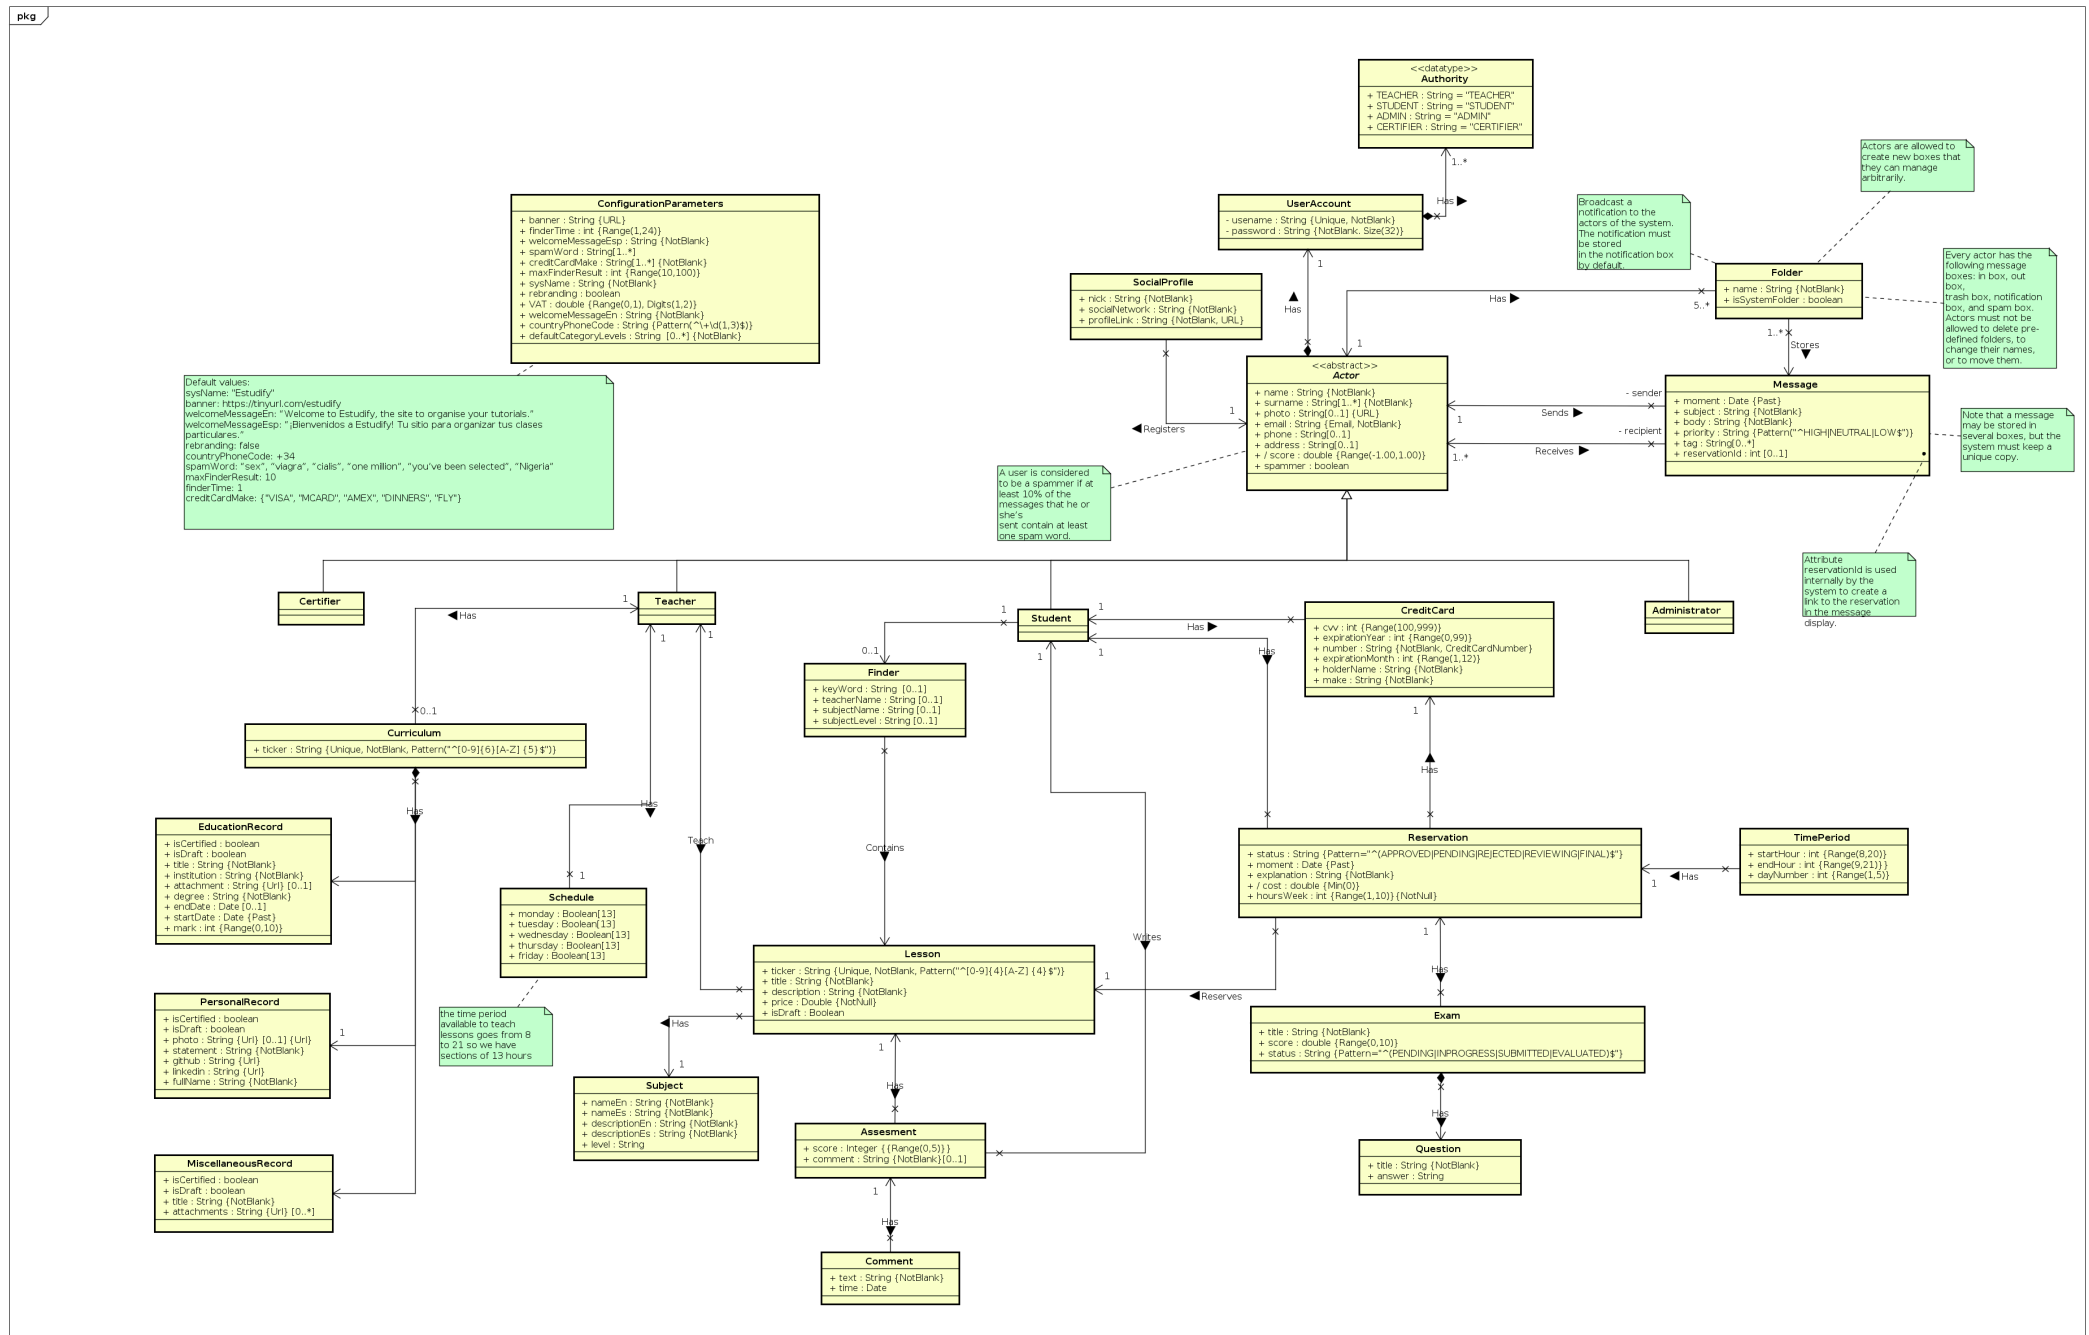 pkg
<<datatype>>
Authority
+ TEACHER : String = "TEACHER"
+ STUDENT : String = "STUDENT"
+ ADMIN : String = "ADMIN"
+ CERTIFIER : String = "CERTIFIER"
1..*
Has
UserAccount
- usename : String {Unique, NotBlank}
- password : String {NotBlank. Size(32)}
1
Has
Actors are allowed to
create new boxes that
they can manage
arbitrarily.
Broadcast a
notification to the
actors of the system.
The notification must
be stored
in the notification box
by default.
Folder
+ name : String {NotBlank}
+ isSystemFolder : boolean
Every actor has the
following message
boxes: in box, out
box,
trash box, notification
box, and spam box.
Actors must not be
allowed to delete pre-
defined folders, to
change their names,
or to move them.
Has
5..*
1
1..*
Stores
ConfigurationParameters
+ banner : String {URL}
+ finderTime : int {Range(1,24)}
+ welcomeMessageEsp : String {NotBlank}
+ spamWord : String[1..*]
+ creditCardMake : String[1..*] {NotBlank}
+ maxFinderResult : int {Range(10,100)}
+ sysName : String {NotBlank}
+ rebranding : boolean
+ VAT : double {Range(0,1), Digits(1,2)}
+ welcomeMessageEn : String {NotBlank}
+ countryPhoneCode : String {Pattern(^\+\d(1,3)$)}
+ defaultCategoryLevels : String  [0..*] {NotBlank}
Default values:
sysName: "Estudify"
banner: https://tinyurl.com/estudify
welcomeMessageEn: “Welcome to Estudify, the site to organise your tutorials.”
welcomeMessageEsp: “¡Bienvenidos a Estudify! Tu sitio para organizar tus clases
particulares.”
rebranding: false
countryPhoneCode: +34
spamWord: “sex”, “viagra”, “cialis”, “one million”, “you’ve been selected”, “Nigeria”
maxFinderResult: 10
finderTime: 1
creditCardMake: {"VISA", "MCARD", "AMEX", "DINNERS", "FLY"}
SocialProfile
+ nick : String {NotBlank}
+ socialNetwork : String {NotBlank}
+ profileLink : String {NotBlank, URL}
1
Registers
<<abstract>>
Actor
+ name : String {NotBlank}
+ surname : String[1..*] {NotBlank}
+ photo : String[0..1] {URL}
+ email : String {Email, NotBlank}
+ phone : String[0..1]
+ address : String[0..1]
+ / score : double {Range(-1.00,1.00)}
+ spammer : boolean
- sender
Sends
1
- recipient
Receives
1..*
Message
+ moment : Date {Past}
+ subject : String {NotBlank}
+ body : String {NotBlank}
+ priority : String {Pattern("^HIGH|NEUTRAL|LOW$")}
+ tag : String[0..*]
+ reservationId : int [0..1]
Note that a message
may be stored in
several boxes, but the
system must keep a
unique copy.
A user is considered
to be a spammer if at
least 10% of the
messages that he or
she’s
sent contain at least
one spam word.
Attribute
reservationId is used
internally by the
system to create a
link to the reservation
in the message
display.
Certifier
Teacher
Student
Administrator
1
Has
0..1
1
1
1
0..1
1
Has
1
1
Has
CreditCard
+ cvv : int {Range(100,999)}
+ expirationYear : int {Range(0,99)}
+ number : String {NotBlank, CreditCardNumber}
+ expirationMonth : int {Range(1,12)}
+ holderName : String {NotBlank}
+ make : String {NotBlank}
1
Has
Finder
+ keyWord : String  [0..1]
+ teacherName : String [0..1]
+ subjectName : String [0..1]
+ subjectLevel : String [0..1]
Curriculum
+ ticker : String {Unique, NotBlank, Pattern("^[0-9]{6}[A-Z] {5}$")}
Has
Has
Teach
Contains
EducationRecord
+ isCertified : boolean
+ isDraft : boolean
+ title : String {NotBlank}
+ institution : String {NotBlank}
+ attachment : String {Url} [0..1]
+ degree : String {NotBlank}
+ endDate : Date [0..1]
+ startDate : Date {Past}
+ mark : int {Range(0,10)}
1
Schedule
+ monday : Boolean[13]
+ tuesday : Boolean[13]
+ wednesday : Boolean[13]
+ thursday : Boolean[13]
+ friday : Boolean[13]
the time period
available to teach
lessons goes from 8
to 21 so we have
sections of 13 hours
Reservation
+ status : String {Pattern="^(APPROVED|PENDING|REJECTED|REVIEWING|FINAL)$"}
+ moment : Date {Past}
+ explanation : String {NotBlank}
+ / cost : double {Min(0)}
+ hoursWeek : int {Range(1,10)}{NotNull}
1
Has
TimePeriod
+ startHour : int {Range(8,20)}
+ endHour : int {Range(9,21)}}
+ dayNumber : int {Range(1,5)}
Writes
Lesson
+ ticker : String {Unique, NotBlank, Pattern("^[0-9]{4}[A-Z] {4}$")}
+ title : String {NotBlank}
+ description : String {NotBlank}
+ price : Double {NotNull}
+ isDraft : Boolean
1
Reserves
1
Has
PersonalRecord
+ isCertified : boolean
+ isDraft : boolean
+ photo : String {Url} [0..1] {Url}
+ statement : String {NotBlank}
+ github : String {Url}
+ linkedin : String {Url}
+ fullName : String {NotBlank}
1
Has
1
Exam
+ title : String {NotBlank}
+ score : double {Range(0,10)}
+ status : String {Pattern="^(PENDING|INPROGRESS|SUBMITTED|EVALUATED)$"}
Has
Subject
+ nameEn : String {NotBlank}
+ nameEs : String {NotBlank}
+ descriptionEn : String {NotBlank}
+ descriptionEs : String {NotBlank}
+ level : String
1
Has
Assesment
+ score : Integer {{Range(0,5)}}
+ comment : String {NotBlank}[0..1]
Question
+ title : String {NotBlank}
+ answer : String
MiscellaneousRecord
+ isCertified : boolean
+ isDraft : boolean
+ title : String {NotBlank}
+ attachments : String {Url} [0..*]
1
Has
Comment
+ text : String {NotBlank}
+ time : Date